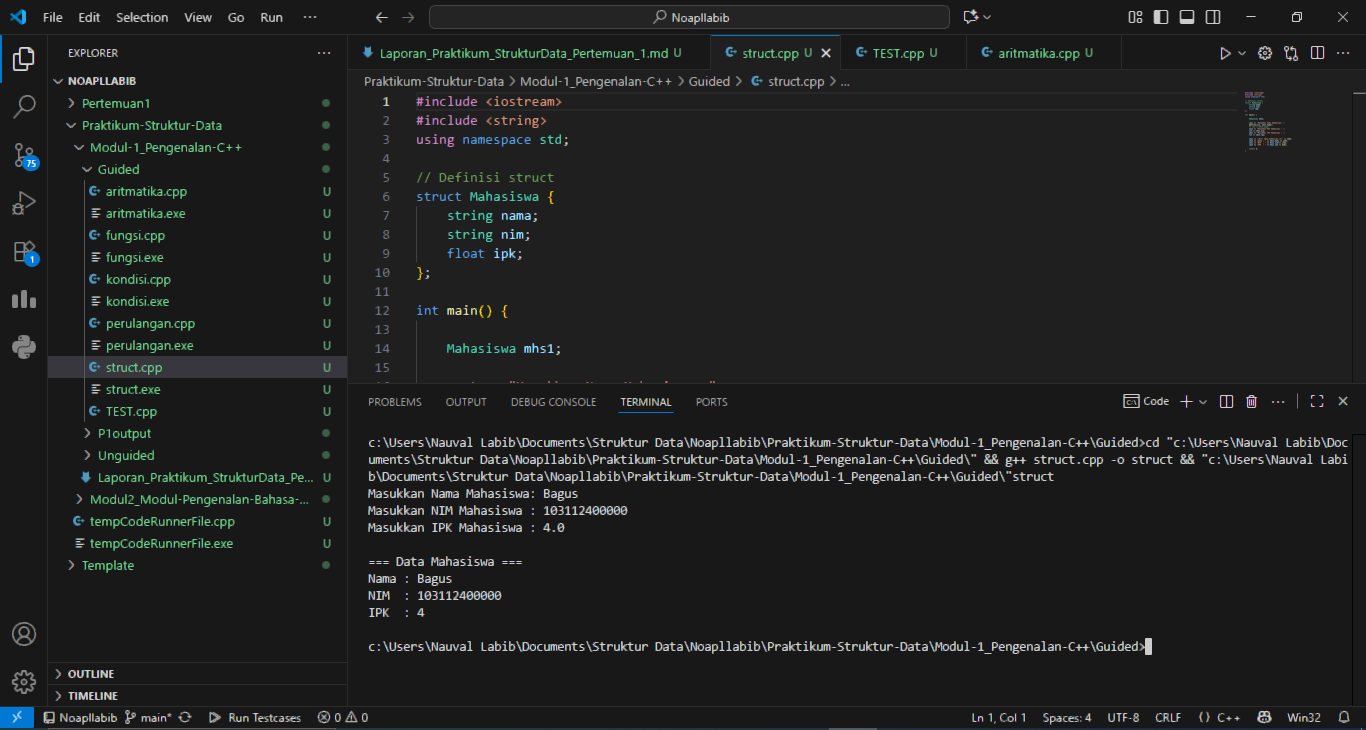 File Edit Selection View Go Run ··· Noapllabib
EXPLORER ···
NOAPLLABIB
Pertemuan1
Praktikum-Struktur-Data
Modul-1_Pengenalan-C++
Guided
aritmatika.cpp U
aritmatika.exe U
fungsi.cpp U
fungsi.exe U
kondisi.cpp U
kondisi.exe U
perulangan.cpp U
perulangan.exe U
struct.cpp U
struct.exe U
TEST.cpp U
P1output
Unguided
Laporan_Praktikum_StrukturData_Pe... U
Modul2_Modul-Pengenalan-Bahasa-...
tempCodeRunnerFile.cpp U
tempCodeRunnerFile.exe U
Template
OUTLINE
TIMELINE
75
1
Laporan_Praktikum_StrukturData_Pertemuan_1.md U struct.cpp U TEST.cpp U aritmatika.cpp U
Praktikum-Struktur-Data > Modul-1_Pengenalan-C++ > Guided > struct.cpp > ...
1 #include <iostream>
2 #include <string>
3 using namespace std;
4
5 // Definisi struct
6 struct Mahasiswa {
7 string nama;
8 string nim;
9 float ipk;
10 };
11
12 int main() {
13
14 Mahasiswa mhs1;
15
PROBLEMS OUTPUT DEBUG CONSOLE TERMINAL PORTS Code
c:\Users\Nauval Labib\Documents\Struktur Data\Noapllabib\Praktikum-Struktur-Data\Modul-1_Pengenalan-C++\Guided>cd "c:\Users\Nauval Labib\Doc
uments\Struktur Data\Noapllabib\Praktikum-Struktur-Data\Modul-1_Pengenalan-C++\Guided\" && g++ struct.cpp -o struct && "c:\Users\Nauval Labi
b\Documents\Struktur Data\Noapllabib\Praktikum-Struktur-Data\Modul-1_Pengenalan-C++\Guided\"struct
Masukkan Nama Mahasiswa: Bagus
Masukkan NIM Mahasiswa : 103112400000
Masukkan IPK Mahasiswa : 4.0
=== Data Mahasiswa ===
Nama : Bagus
NIM  : 103112400000
IPK  : 4
c:\Users\Nauval Labib\Documents\Struktur Data\Noapllabib\Praktikum-Struktur-Data\Modul-1_Pengenalan-C++\Guided>
Noapllabib main* Run Testcases 0 0 Ln 1, Col 1 Spaces: 4 UTF-8 CRLF {} C++ Win32